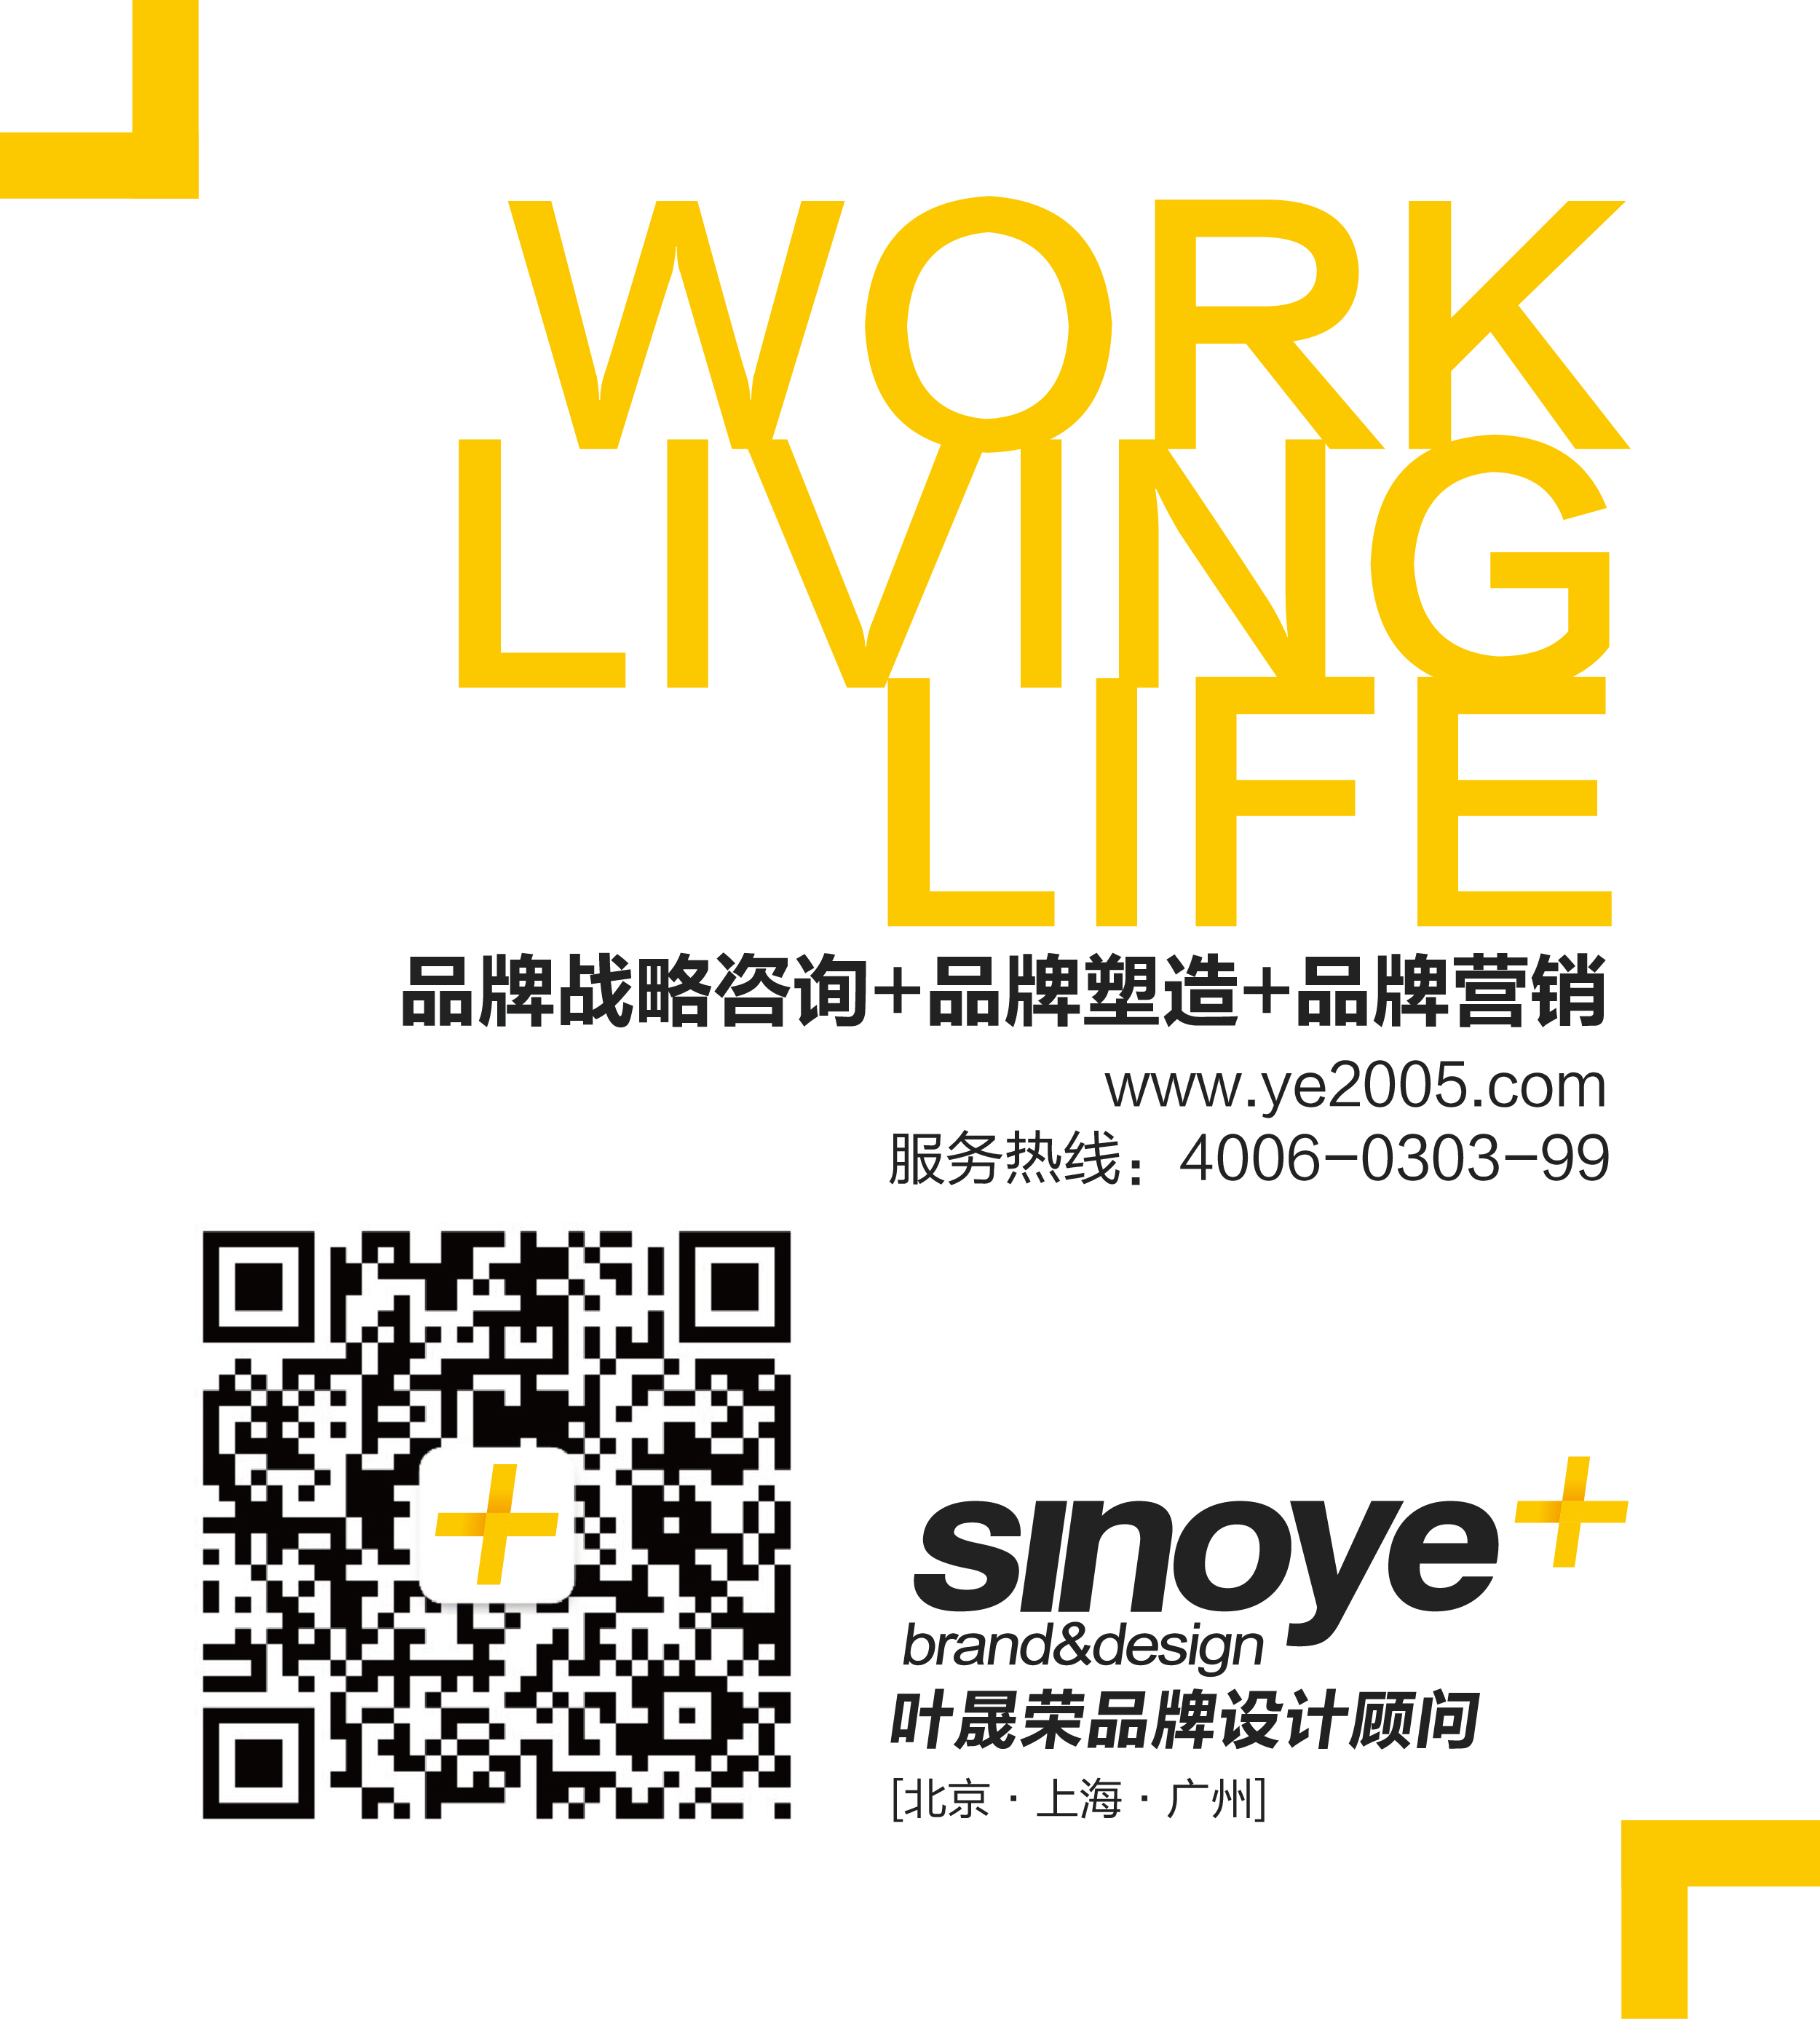 WORK
LIVING
LIFE
品牌战略咨询+品牌塑造+品牌营销
www.ye2005.com
服务热线：4006-0303-99
sinoye+
brand&design
叶晟荣品牌设计顾问
[北京·上海·广州]